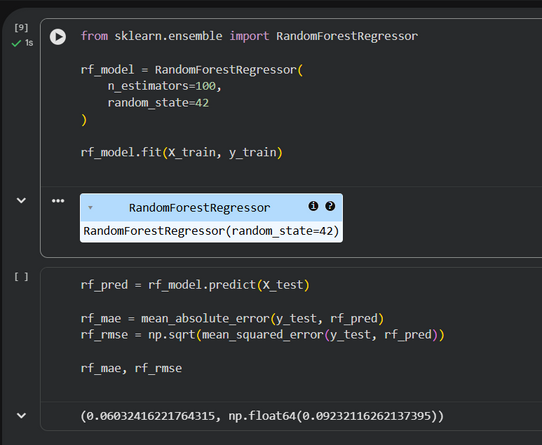 [9]
1s
from sklearn.ensemble import RandomForestRegressor
rf_model = RandomForestRegressor(
    n_estimators=100,
    random_state=42
)
rf_model.fit(X_train, y_train)
RandomForestRegressor
RandomForestRegressor(random_state=42)
[ ]
rf_pred = rf_model.predict(X_test)
rf_mae = mean_absolute_error(y_test, rf_pred)
rf_rmse = np.sqrt(mean_squared_error(y_test, rf_pred))
rf_mae, rf_rmse
(0.06032416221764315, np.float64(0.09232116262137395))